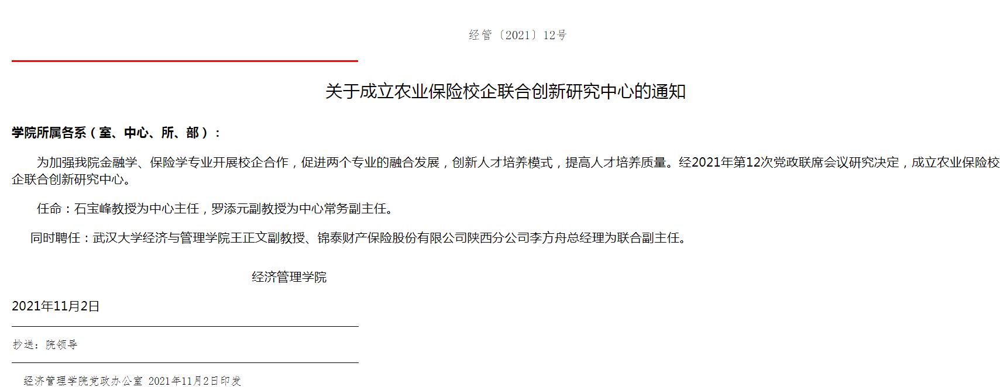 经管〔2021〕12号
关于成立农业保险校企联合创新研究中心的通知
学院所属各系（室、中心、所、部）：
为加强我院金融学、保险学专业开展校企合作，促进两个专业的融合发展，创新人才培养模式，提高人才培养质量。经2021年第12次党政联席会议研究决定，成立农业保险校
企联合创新研究中心。
任命：石宝峰教授为中心主任，罗添元副教授为中心常务副主任。
同时聘任：武汉大学经济与管理学院王正文副教授、锦泰财产保险股份有限公司陕西分公司李方舟总经理为联合副主任。
经济管理学院
2021年11月2日
抄送：院领导
经济管理学院党政办公室 2021年11月2日印发